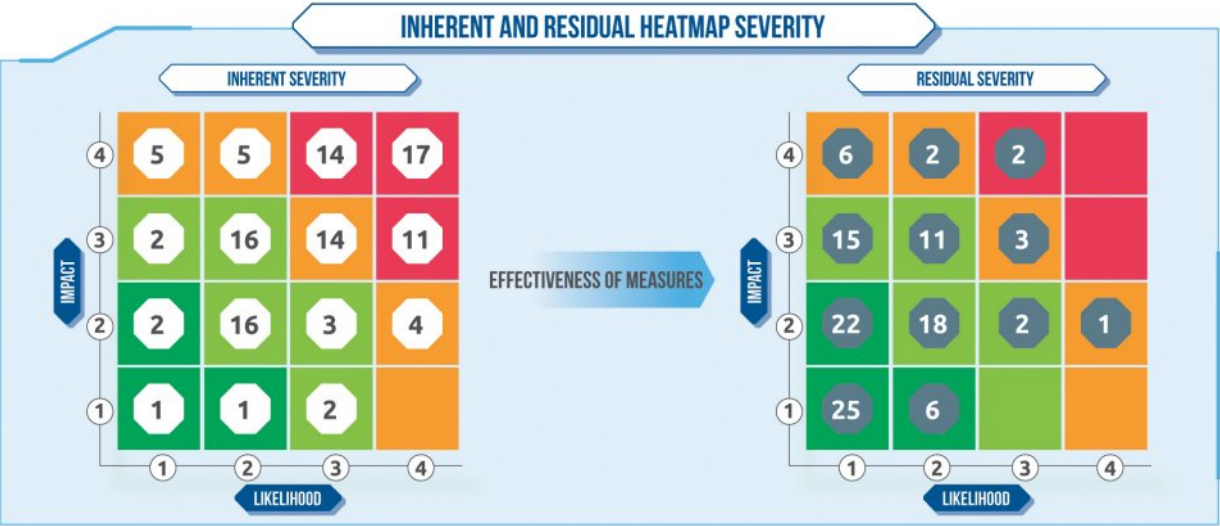 INHERENT AND RESIDUAL HEATMAP SEVERITY
INHERENT SEVERITY
4 5 5 14 17
3 2 16 14 11
2 2 16 3 4
1 1 1 2
1 2 3 4
IMPACT
LIKELIHOOD
EFFECTIVENESS OF MEASURES
RESIDUAL SEVERITY
4 6 2 2
3 15 11 3
2 22 18 2 1
1 25 6
1 2 3 4
IMPACT
LIKELIHOOD